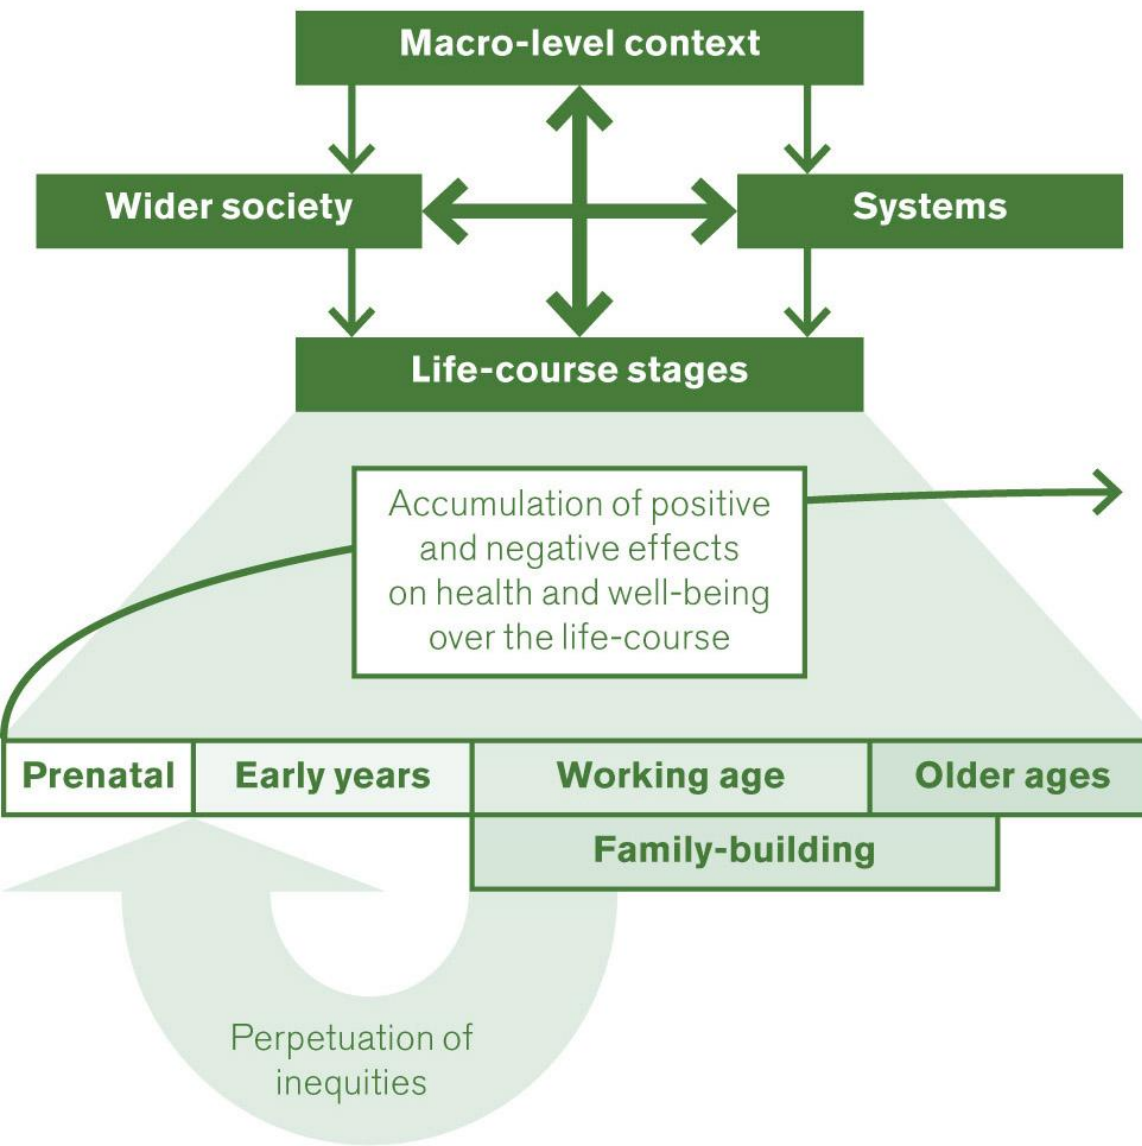 Macro-level context
Wider society
Systems
Life-course stages
Accumulation of positive
and negative effects
on health and well-being
over the life-course
Prenatal
Early years
Working age
Older ages
Family-building
Perpetuation of
inequities